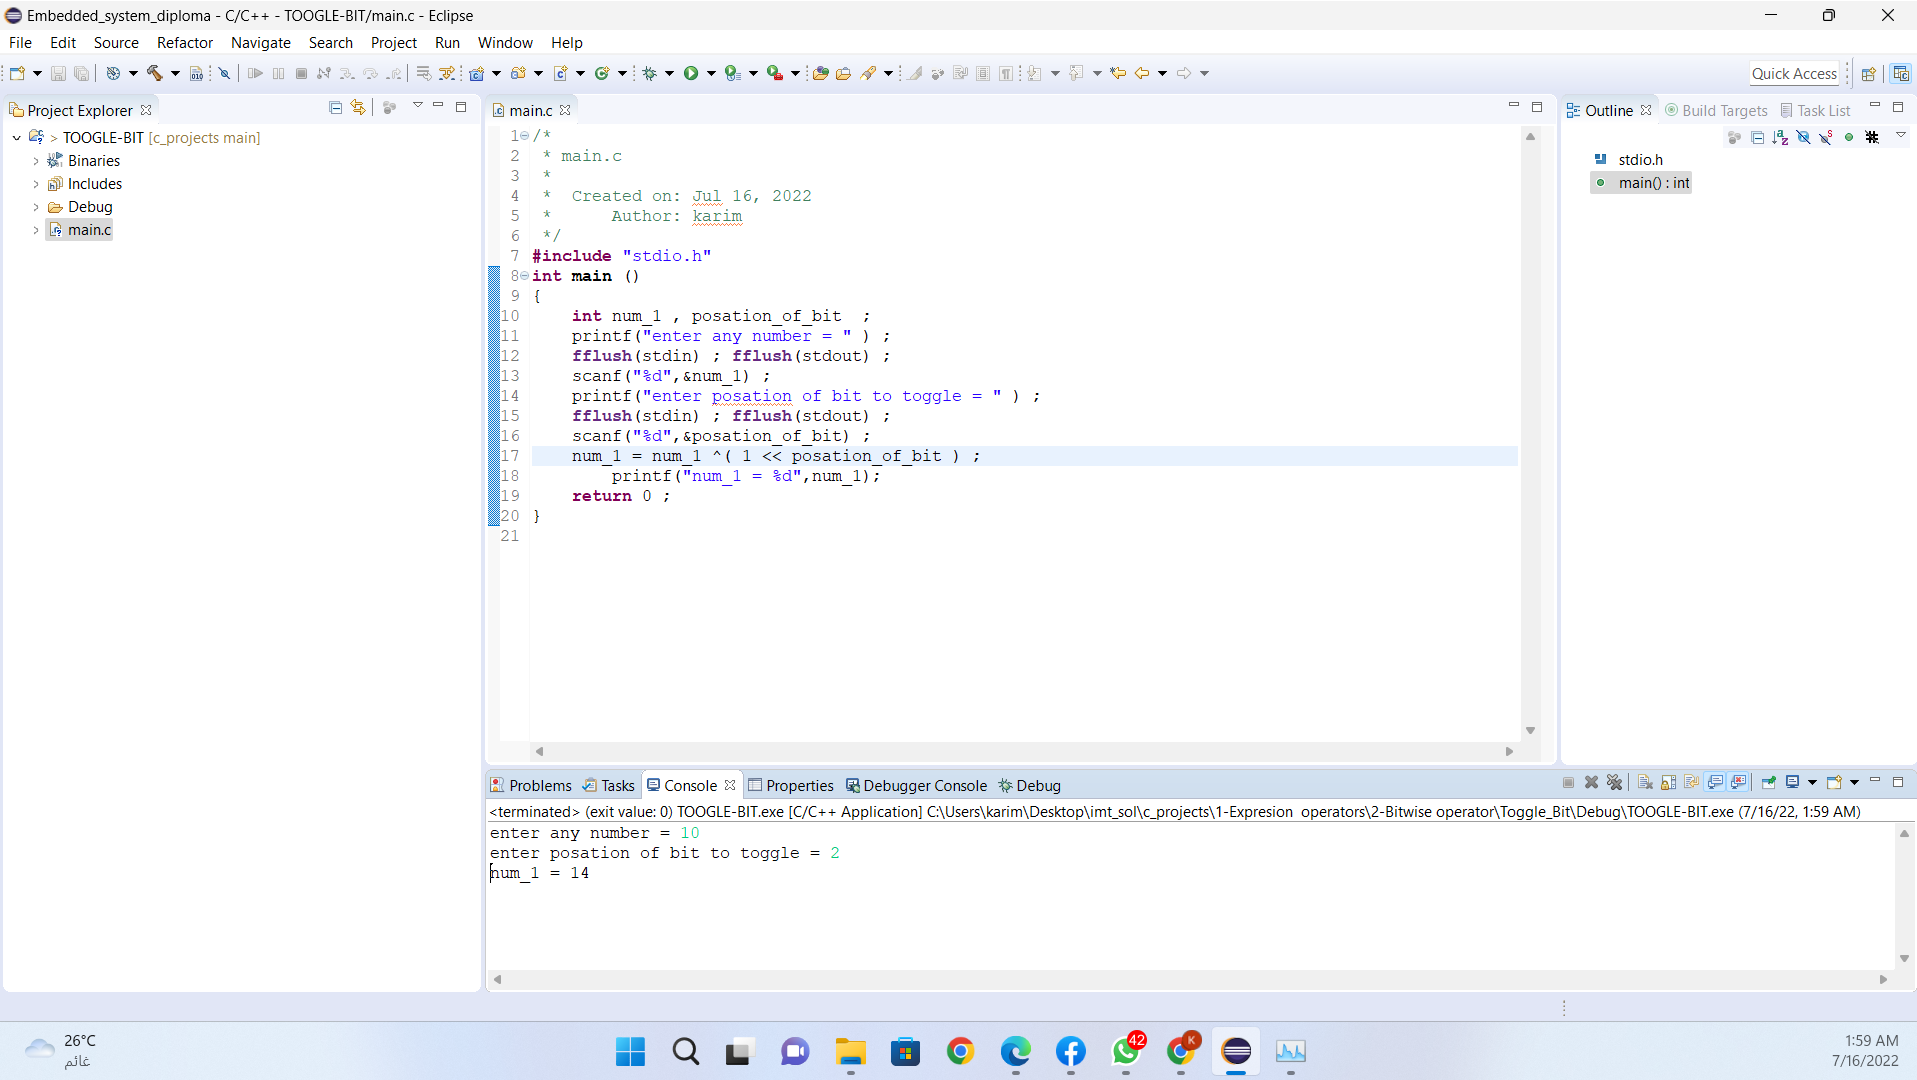 Embedded_system_diploma - C/C++ - TOOGLE-BIT/main.c - Eclipse
File Edit Source Refactor Navigate Search Project Run Window Help
Quick Access
Project Explorer
TOOGLE-BIT [c_projects main]
Binaries
Includes
Debug
main.c
main.c
1 /*
2 * main.c
3 *
4 * Created on: Jul 16, 2022
5 * Author: karim
6 */
7 #include "stdio.h"
8 int main ()
9 {
10 int num_1 , posation_of_bit ;
11 printf("enter any number = " ) ;
12 fflush(stdin) ; fflush(stdout) ;
13 scanf("%d",&num_1) ;
14 printf("enter posation of bit to toggle = " ) ;
15 fflush(stdin) ; fflush(stdout) ;
16 scanf("%d",&posation_of_bit) ;
17 num_1 = num_1 ^( 1 << posation_of_bit ) ;
18 printf("num_1 = %d",num_1);
19 return 0 ;
20 }
21
Outline Build Targets Task List
stdio.h
main() : int
Problems Tasks Console Properties Debugger Console Debug
<terminated> (exit value: 0) TOOGLE-BIT.exe [C/C++ Application] C:\Users\karim\Desktop\imt_sol\c_projects\1-Expresion operators\2-Bitwise operator\Toggle_Bit\Debug\TOOGLE-BIT.exe (7/16/22, 1:59 AM)
enter any number = 10
enter posation of bit to toggle = 2
num_1 = 14
26°C
غائم
42
K
1:59 AM
7/16/2022